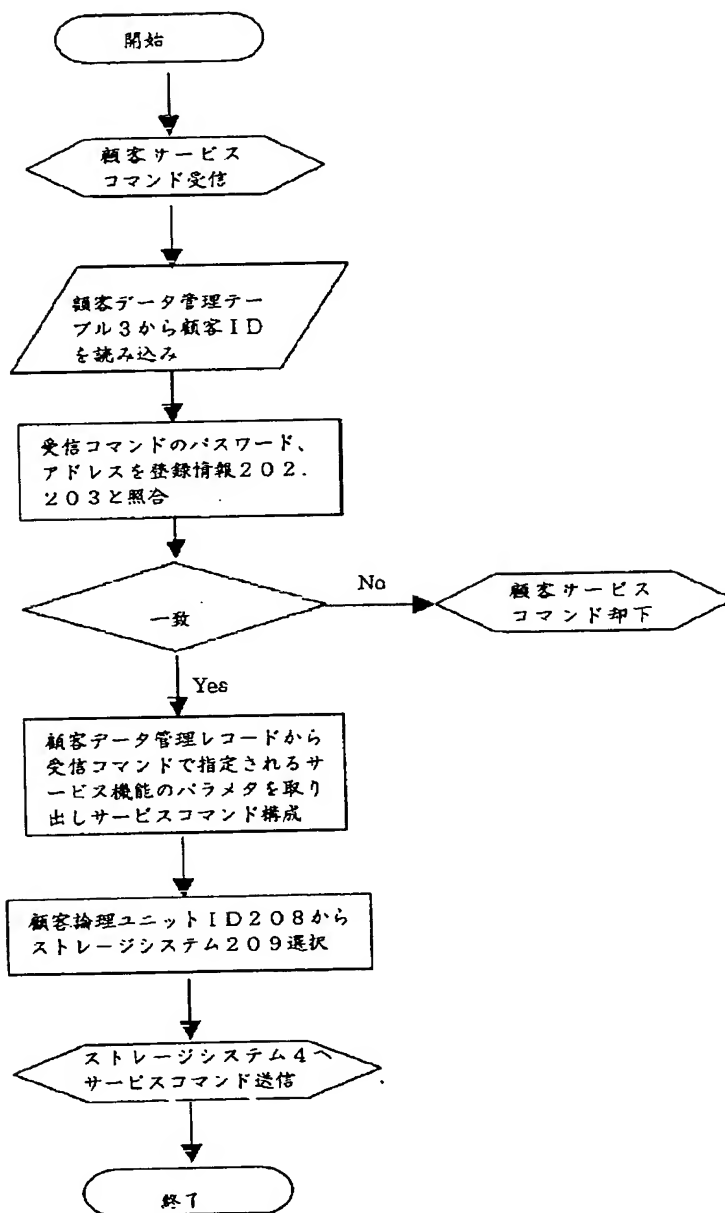 開始
顧客サービス
コマンド受信
顧客データ管理テー
ブル3から顧客ID
を読み込み
受信コマンドのパスワード、
アドレスを登録情報202.
203と照合
一致
No
顧客サービス
コマンド却下
Yes
顧客データ管理レコードから
受信コマンドで指定されるサ
ービス機能のパラメタを取り
出しサービスコマンド構成
顧客論理ユニットID208から
ストレージシステム209選択
ストレージシステム4へ
サービスコマンド送信
終了